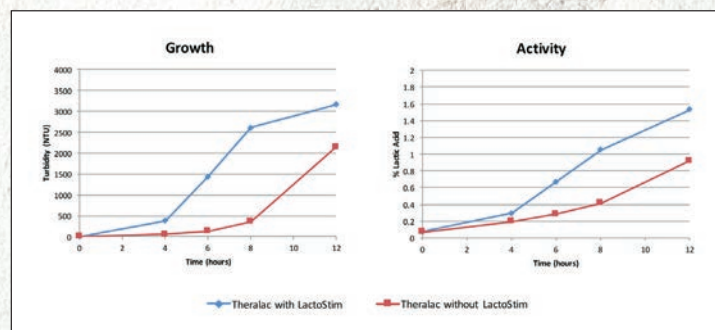 Growth
Turbidity (NTU)
4000
3500
3000
2500
2000
1500
1000
500
0
0 2 4 6 8 10 12
Time (hours)
Activity
% Lactic Acid
2
1.8
1.6
1.4
1.2
1
0.8
0.6
0.4
0.2
0
0 2 4 6 8 10 12
Time (hours)
Theralac with LactoStim
Theralac without LactoStim